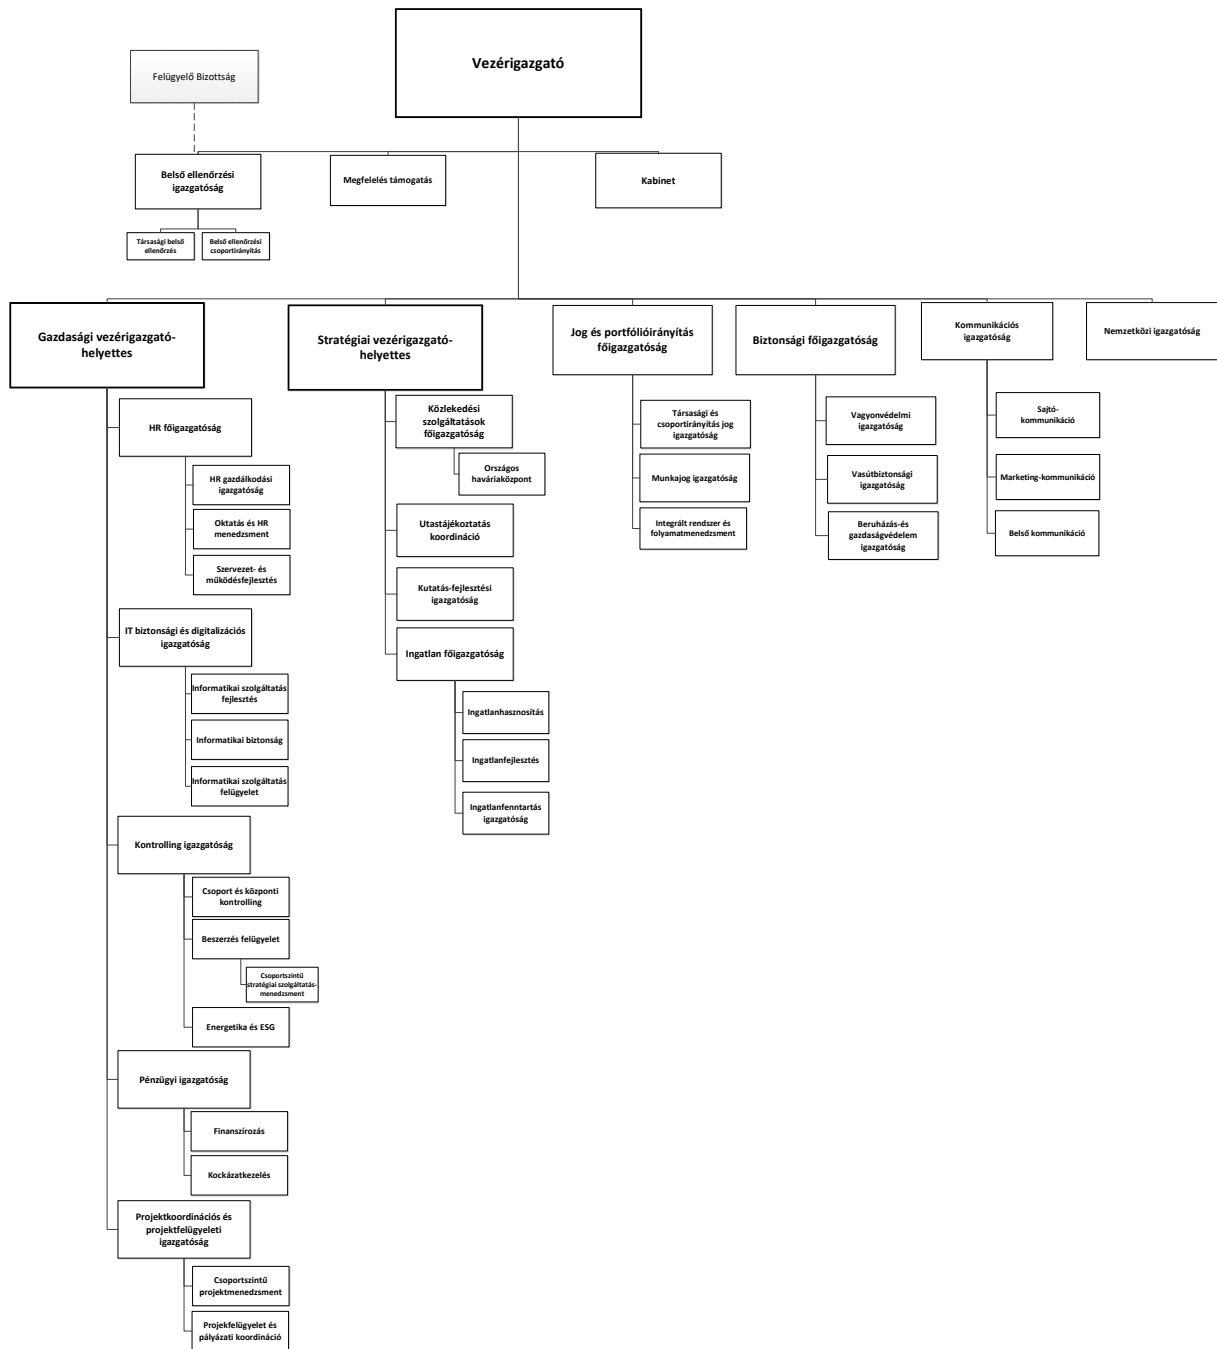 Vezérigazgató
Felügyelő Bizottság
Belső ellenőrzési
igazgatóság
Megfelelés támogatás
Kabinet
Társasági belső
ellenőrzés
Belső ellenőrzési
csoportirányítás
Gazdasági vezérigazgató-
helyettes
Stratégiai vezérigazgató-
helyettes
Jog és portfólióirányítás
főigazgatóság
Biztonsági főigazgatóság
Kommunikációs
igazgatóság
Nemzetközi igazgatóság
HR főigazgatóság
HR gazdálkodási
igazgatóság
Oktatás és HR
menedzsment
Szervezet- és
működésfejlesztés
IT biztonsági és digitalizációs
igazgatóság
Informatikai szolgáltatás
fejlesztés
Informatikai biztonság
Informatikai szolgáltatás
felügyelet
Kontrolling igazgatóság
Csoport és központi
kontrolling
Beszerzés felügyelet
Csoportszintű
stratégiai szolgáltatás-
menedzsment
Energetika és ESG
Pénzügyi igazgatóság
Finanszírozás
Kockázatkezelés
Projektkoordinációs és
projektfelügyeleti
igazgatóság
Csoportszintű
projektmenedzsment
Projekfelügyelet és
pályázati koordináció
Közlekedési
szolgáltatások
főigazgatóság
Országos
haváriaközpont
Utastájékoztatás
koordináció
Kutatás-fejlesztési
igazgatóság
Ingatlan főigazgatóság
Ingatlanhasznosítás
Ingatlanfejlesztés
Ingatlanfenntartás
igazgatóság
Társasági és
csoportirányítás jog
igazgatóság
Munkajog igazgatóság
Integrált rendszer és
folyamatmenedzsment
Vagyonvédelmi
igazgatóság
Vasútbiztonsági
igazgatóság
Beruházás-és
gazdaságvédelem
igazgatóság
Sajtó-
kommunikáció
Marketing-kommunikáció
Belső kommunikáció